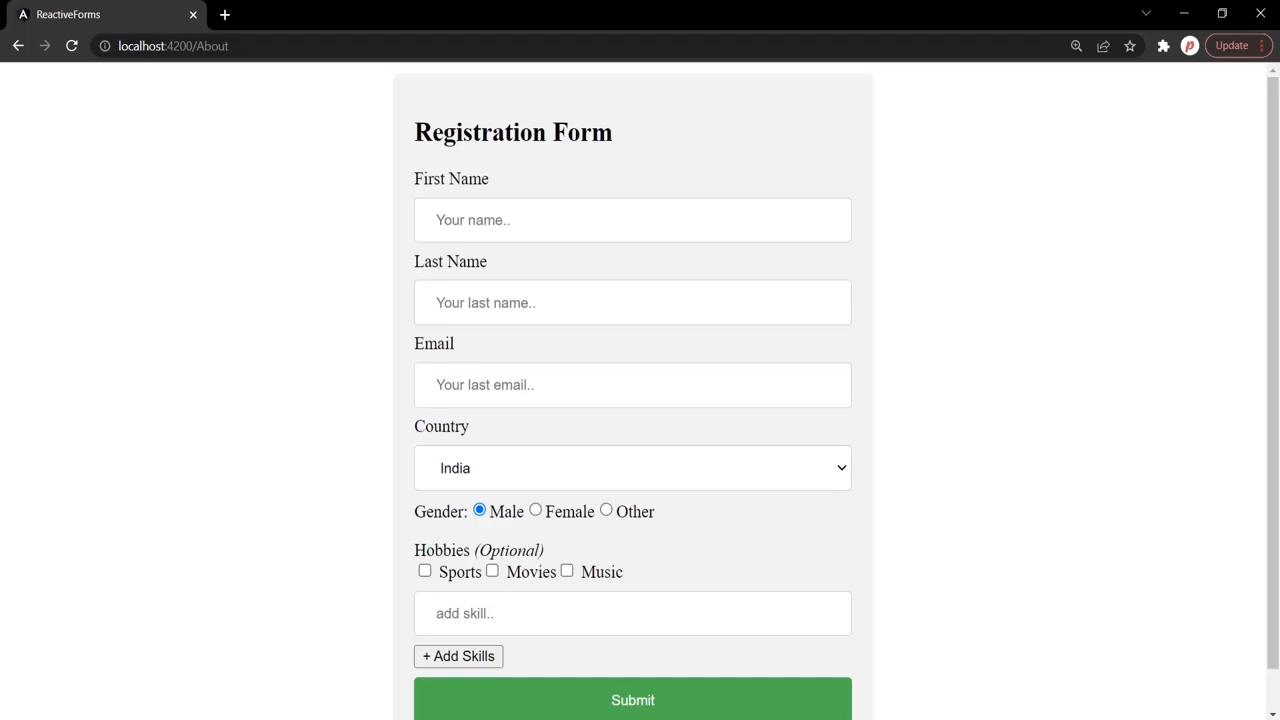 ReactiveForms
localhost:4200/About
Update
Registration Form
First Name
Your name..
Last Name
Your last name..
Email
Your last email..
Country
India
Gender: Male Female Other
Hobbies (Optional)
Sports Movies Music
add skill..
+ Add Skills
Submit